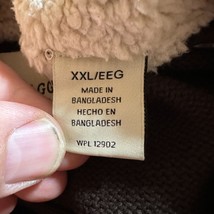 XXL/EEG
MADE IN
BANGLADESH
HECHO EN
BANGLADESH
WPL 12902